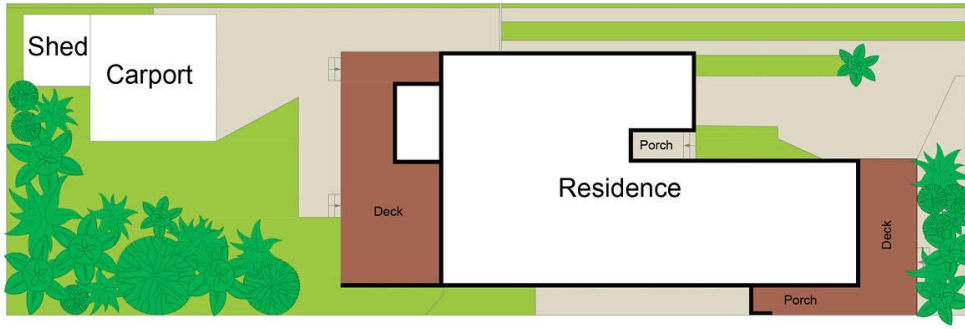 Shed
Carport
Porch
Residence
Deck
Deck
Porch